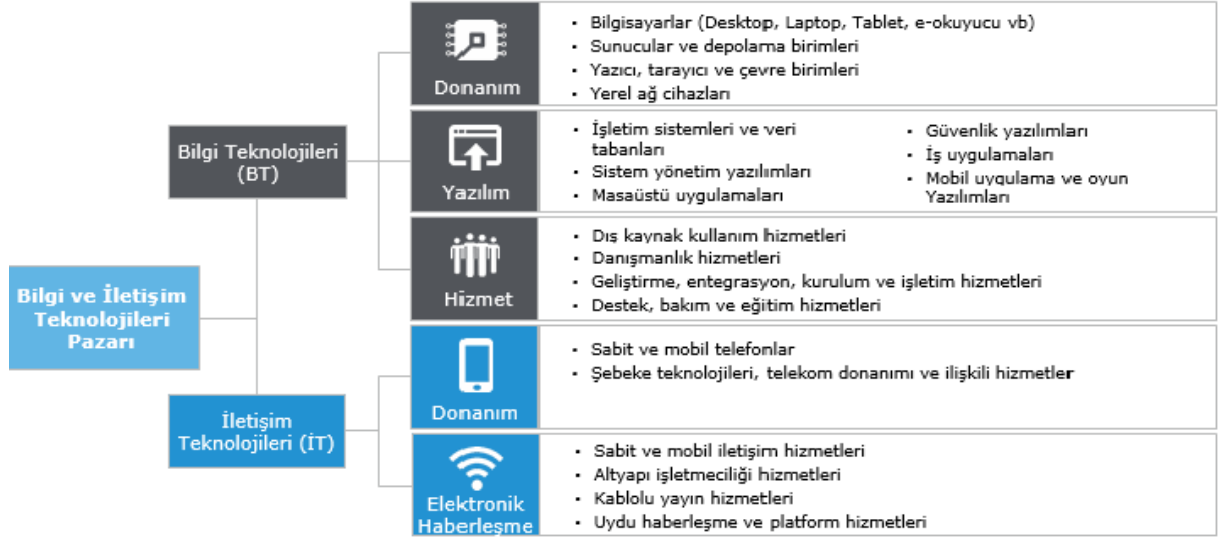 Bilgi ve İletişim
Teknolojileri
Pazarı
Bilgi Teknolojileri
(BT)
Donanım
• Bilgisayarlar (Desktop, Laptop, Tablet, e-okuyucu vb)
• Sunucular ve depolama birimleri
• Yazıcı, tarayıcı ve çevre birimleri
• Yerel ağ cihazları
Yazılım
• İşletim sistemleri ve veri
tabanları
• Sistem yönetim yazılımları
• Masaüstü uygulamaları
• Güvenlik yazılımları
• İş uygulamaları
• Mobil uygulama ve oyun
Yazılımları
Hizmet
• Dış kaynak kullanım hizmetleri
• Danışmanlık hizmetleri
• Geliştirme, entegrasyon, kurulum ve işletim hizmetleri
• Destek, bakım ve eğitim hizmetleri
İletişim
Teknolojileri (İT)
Donanım
• Sabit ve mobil telefonlar
• Şebeke teknolojileri, telekom donanımı ve ilişkili hizmetler
Elektronik
Haberleşme
• Sabit ve mobil iletişim hizmetleri
• Altyapı işletmeciliği hizmetleri
• Kablolu yayın hizmetleri
• Uydu haberleşme ve platform hizmetleri